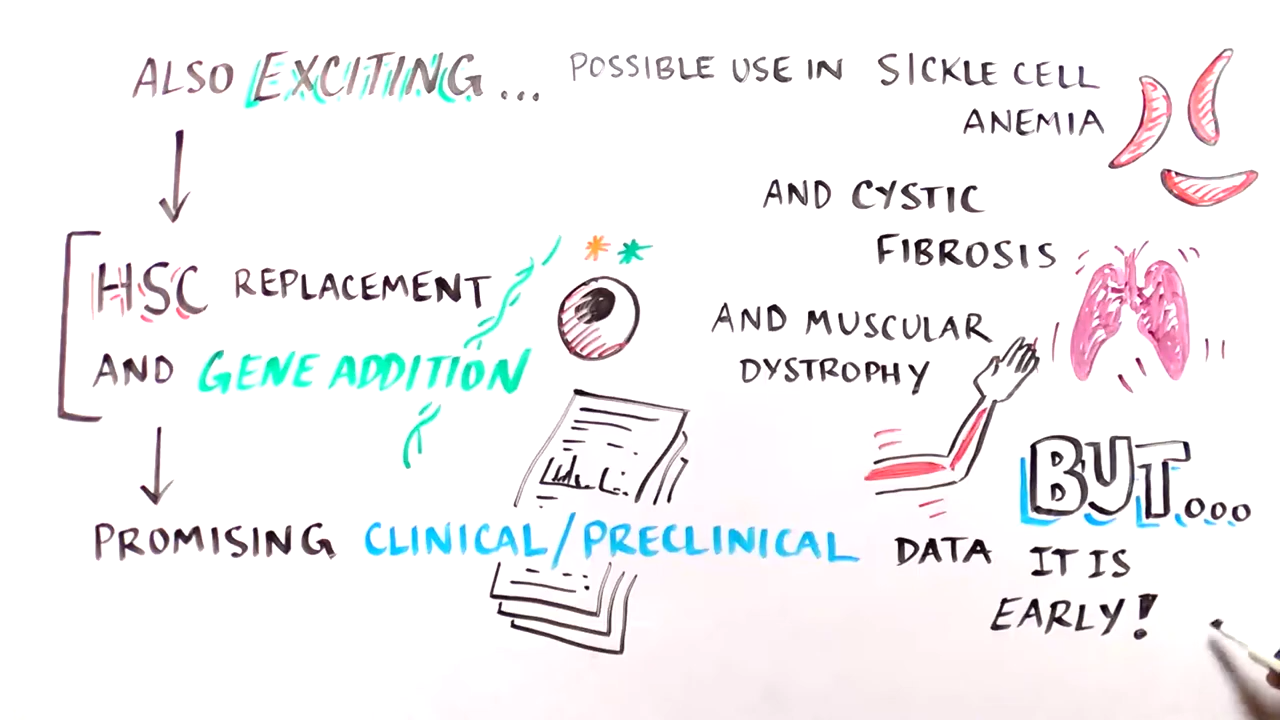 ALSO EXCITING...
HSC REPLACEMENT
AND GENE ADDITION
PROMISING CLINICAL/PRECLINICAL DATA
POSSIBLE USE IN SICKLE CELL
ANEMIA
AND CYSTIC
FIBROSIS
AND MUSCULAR
DYSTROPHY
BUT...
IT IS
EARLY!